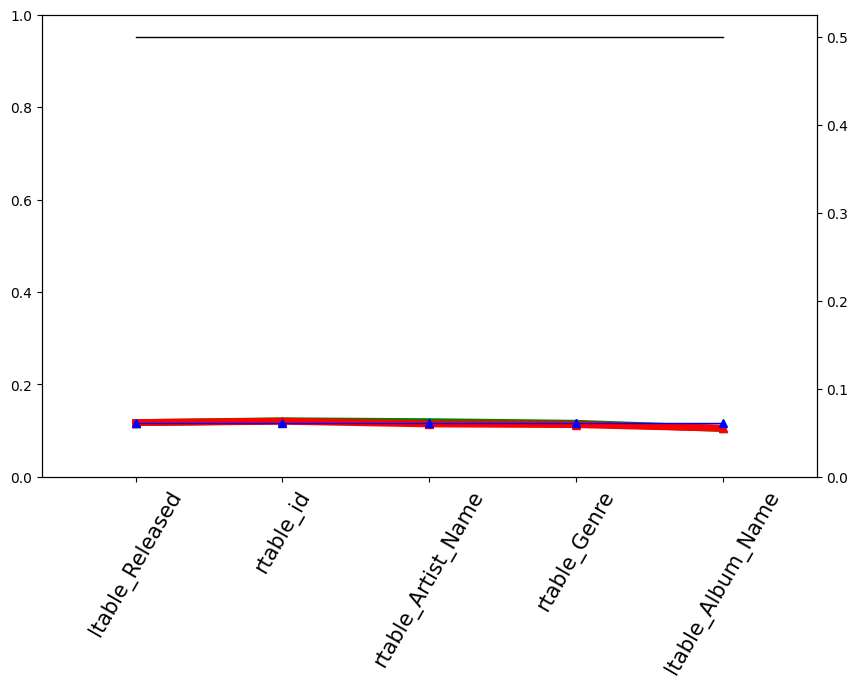 1.0
0.8
0.6
0.4
0.2
0.0
0.5
0.4
0.3
0.2
0.1
0.0
ltable_Released
rtable_id
rtable_Artist_Name
rtable_Genre
ltable_Album_Name